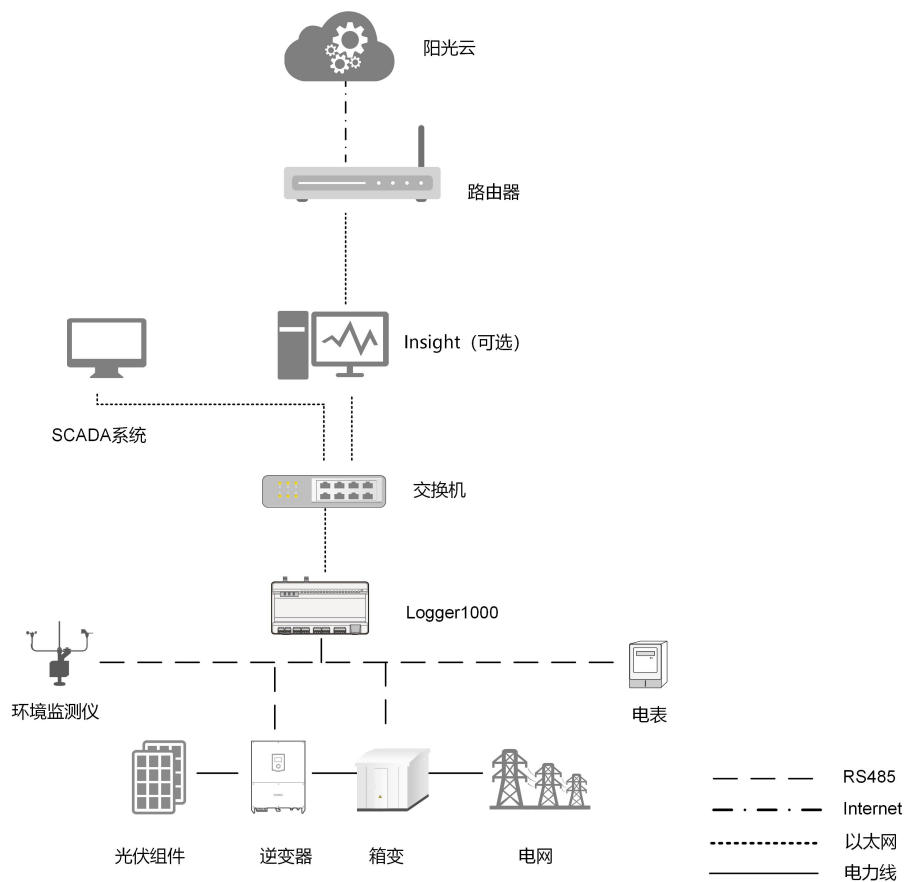 阳光云
路由器
Insight（可选）
SCADA系统
交换机
Logger1000
环境监测仪
电表
光伏组件
逆变器
箱变
电网
RS485
Internet
以太网
电力线